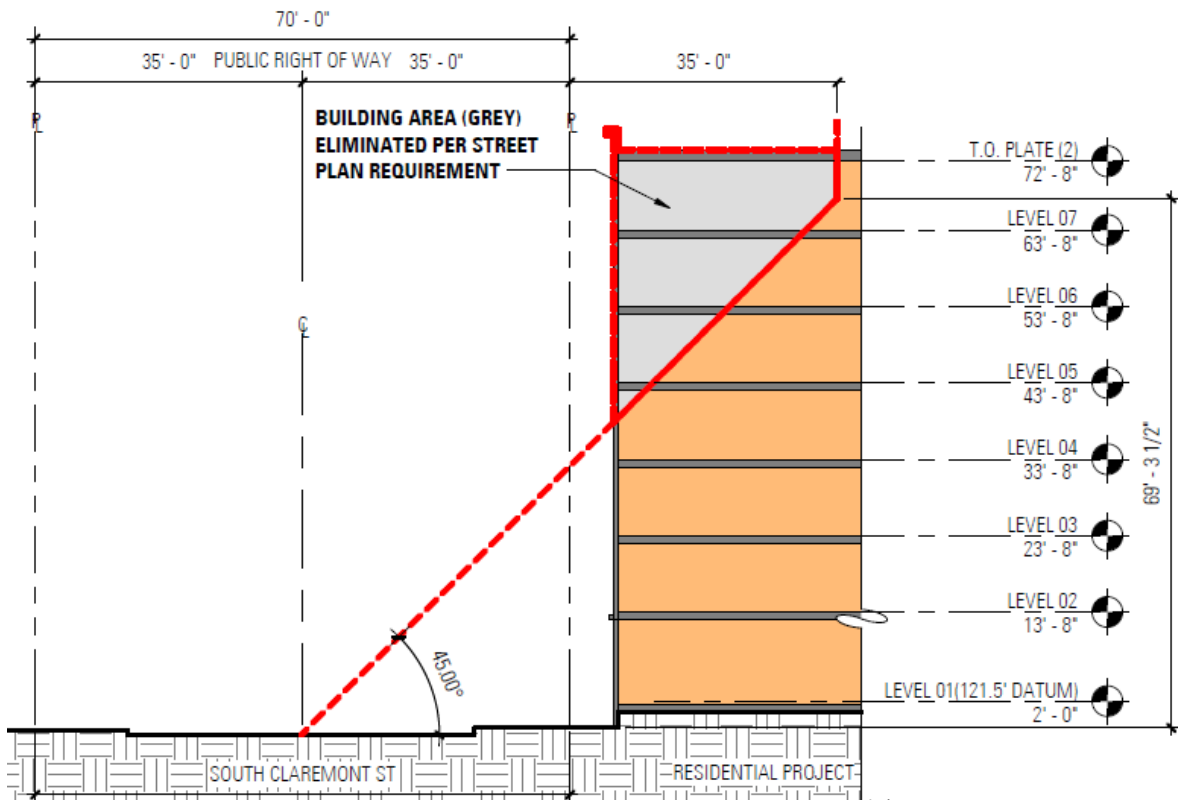 70' - 0"
35' - 0" PUBLIC RIGHT OF WAY 35' - 0"
35' - 0"
PL
PL
BUILDING AREA (GREY)
ELIMINATED PER STREET
PLAN REQUIREMENT
CL
T.O. PLATE (2)
72' - 8"
LEVEL 07
63' - 8"
LEVEL 06
53' - 8"
LEVEL 05
43' - 8"
LEVEL 04
33' - 8"
LEVEL 03
23' - 8"
LEVEL 02
13' - 8"
LEVEL 01(121.5' DATUM)
2' - 0"
69' - 3 1/2"
45.00°
SOUTH CLAREMONT ST
RESIDENTIAL PROJECT